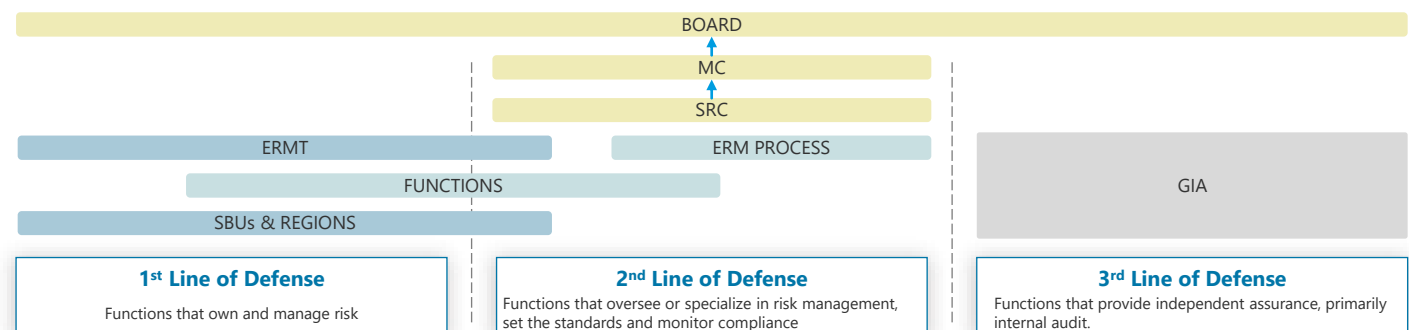 BOARD
MC
SRC
ERMT
ERM PROCESS
FUNCTIONS
GIA
SBUs & REGIONS
1st Line of Defense
Functions that own and manage risk
2nd Line of Defense
Functions that oversee or specialize in risk management,
set the standards and monitor compliance
3rd Line of Defense
Functions that provide independent assurance, primarily
internal audit.